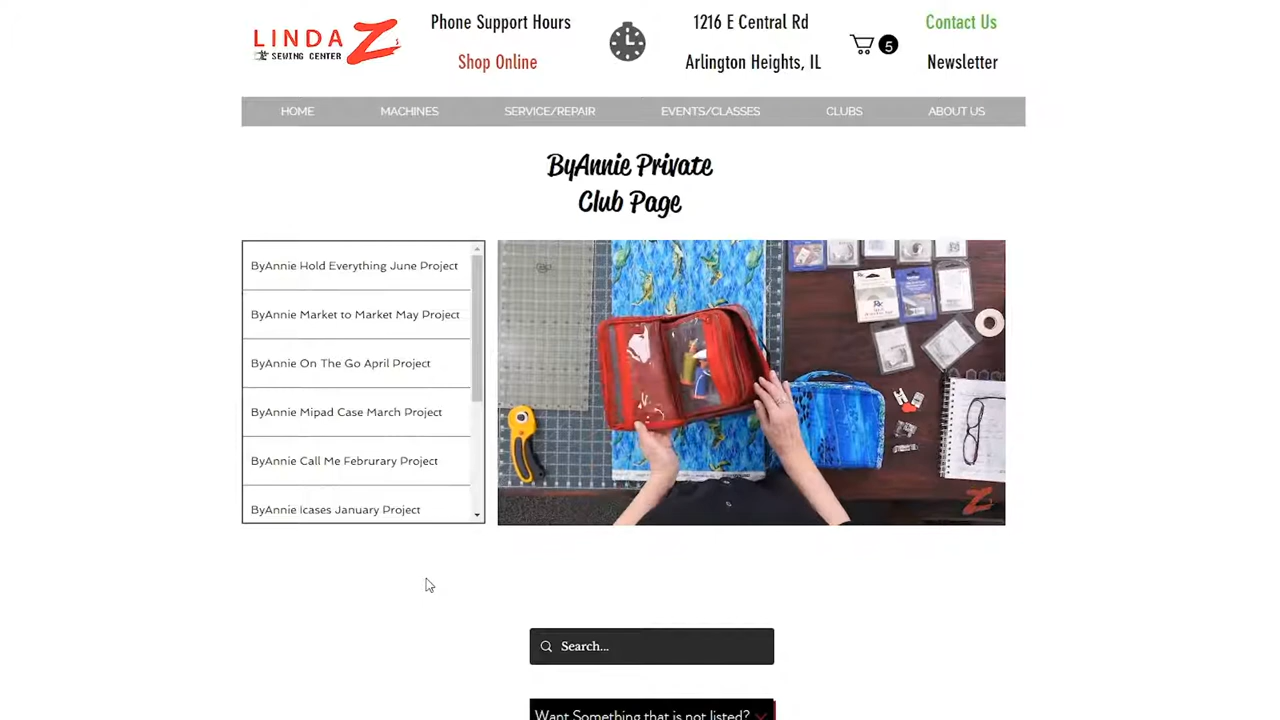 LINDA Z
SEWING CENTER
Phone Support Hours
Shop Online
1216 E Central Rd
Arlington Heights, IL
5
Contact Us
Newsletter
HOME
MACHINES
SERVICE/REPAIR
EVENTS/CLASSES
CLUBS
ABOUT US
ByAnnie Private
Club Page
ByAnnie Hold Everything June Project
ByAnnie Market to Market May Project
ByAnnie On The Go April Project
ByAnnie Mipad Case March Project
ByAnnie Call Me Februrary Project
ByAnnie Icases January Project
Z
Search...
Want Something that is not listed?